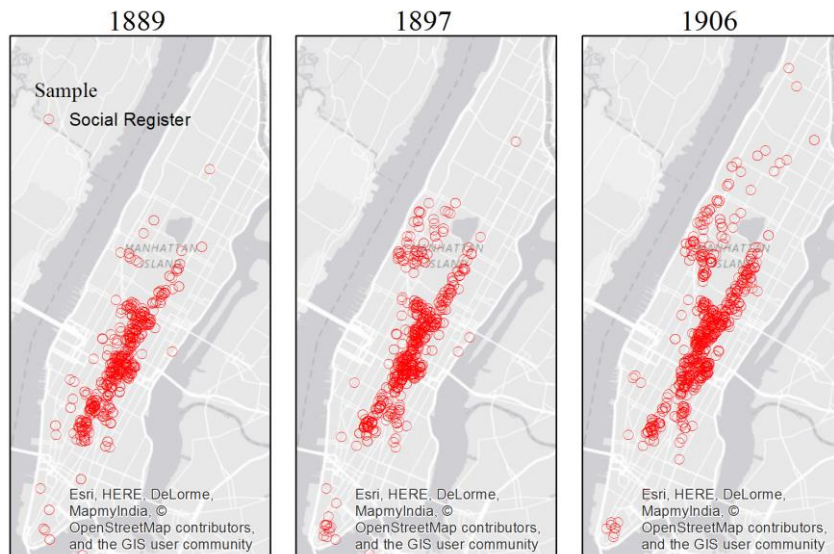 1889
1897
1906
Sample
Social Register
MANHATTAN
ISLAND
Esri, HERE, DeLorme,
MapmyIndia, ©
OpenStreetMap contributors,
and the GIS user community
MANHATTAN
ISLAND
Esri, HERE, DeLorme,
MapmyIndia, ©
OpenStreetMap contributors,
and the GIS user community
MANHATTAN
ISLAND
Esri, HERE, DeLorme,
MapmyIndia, ©
OpenStreetMap contributors,
and the GIS user community